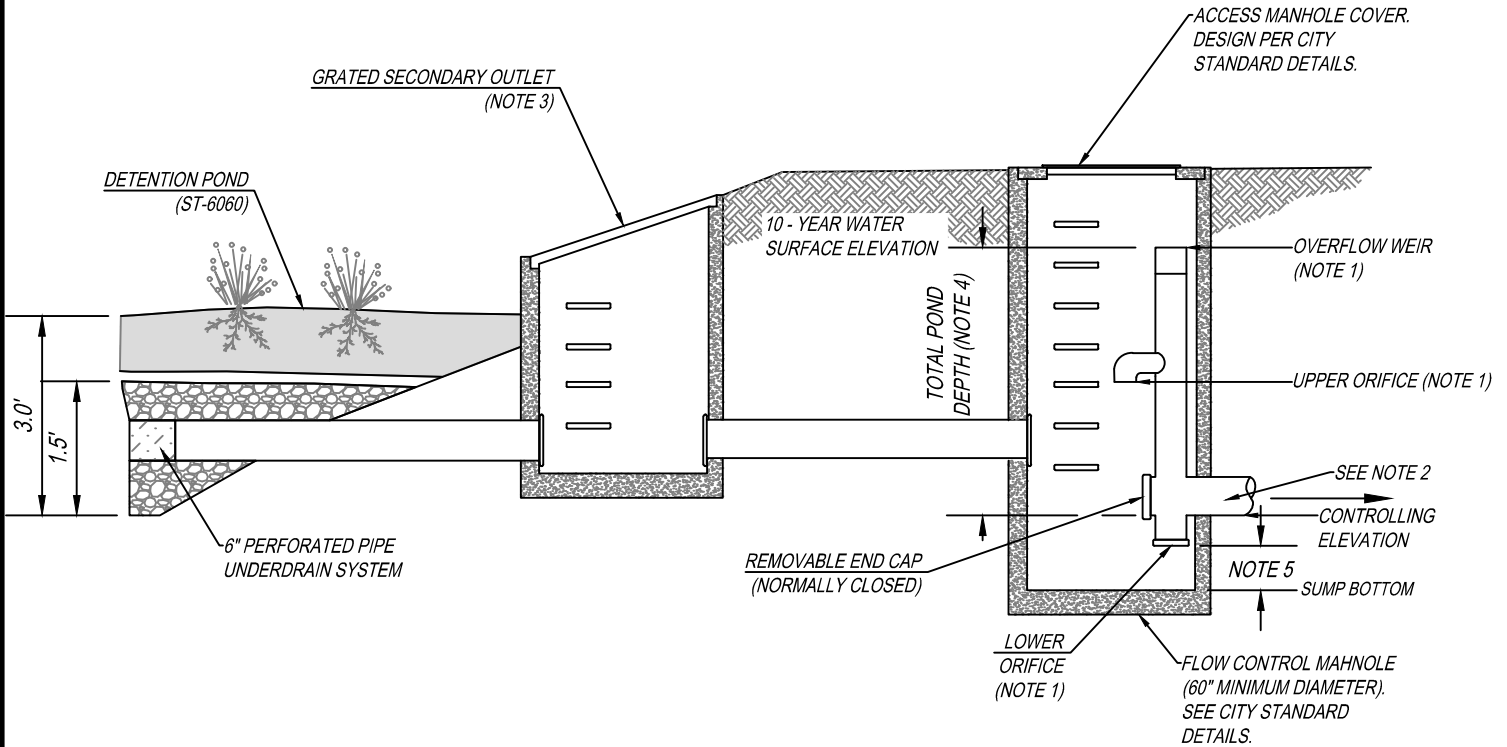 ACCESS MANHOLE COVER.
DESIGN PER CITY
STANDARD DETAILS.
GRATED SECONDARY OUTLET
(NOTE 3)
DETENTION POND
(ST-6060)
10 - YEAR WATER
SURFACE ELEVATION
OVERFLOW WEIR
(NOTE 1)
TOTAL POND
DEPTH (NOTE 4)
UPPER ORIFICE (NOTE 1)
3.0'
1.5'
SEE NOTE 2
CONTROLLING
ELEVATION
6" PERFORATED PIPE
UNDERDRAIN SYSTEM
REMOVABLE END CAP
(NORMALLY CLOSED)
NOTE 5
SUMP BOTTOM
LOWER
ORIFICE
(NOTE 1)
FLOW CONTROL MAHNOLE
(60" MINIMUM DIAMETER).
SEE CITY STANDARD
DETAILS.